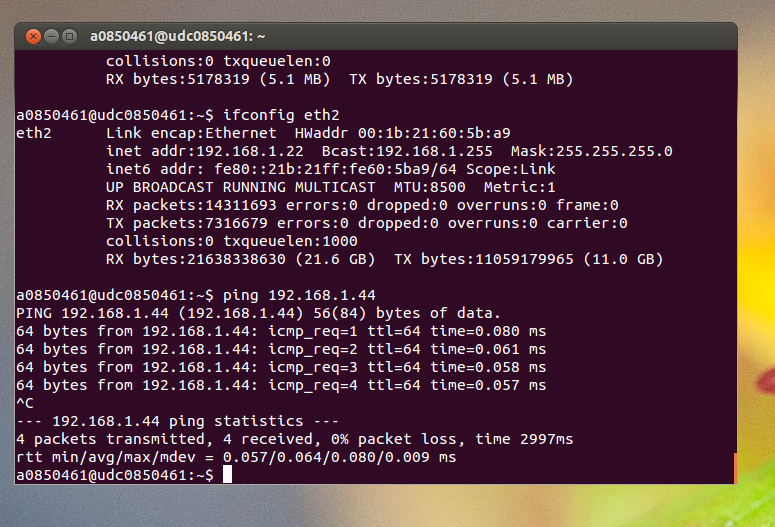 a0850461@udc0850461: ~
collisions:0 txqueuelen:0
RX bytes:5178319 (5.1 MB)  TX bytes:5178319 (5.1 MB)
a0850461@udc0850461:~$ ifconfig eth2
eth2      Link encap:Ethernet  HWaddr 00:1b:21:60:5b:a9
inet addr:192.168.1.22  Bcast:192.168.1.255  Mask:255.255.255.0
inet6 addr: fe80::21b:21ff:fe60:5ba9/64 Scope:Link
UP BROADCAST RUNNING MULTICAST  MTU:8500  Metric:1
RX packets:14311693 errors:0 dropped:0 overruns:0 frame:0
TX packets:7316679 errors:0 dropped:0 overruns:0 carrier:0
collisions:0 txqueuelen:1000
RX bytes:21638338630 (21.6 GB)  TX bytes:11059179965 (11.0 GB)
a0850461@udc0850461:~$ ping 192.168.1.44
PING 192.168.1.44 (192.168.1.44) 56(84) bytes of data.
64 bytes from 192.168.1.44: icmp_req=1 ttl=64 time=0.080 ms
64 bytes from 192.168.1.44: icmp_req=2 ttl=64 time=0.061 ms
64 bytes from 192.168.1.44: icmp_req=3 ttl=64 time=0.058 ms
64 bytes from 192.168.1.44: icmp_req=4 ttl=64 time=0.057 ms
^C
--- 192.168.1.44 ping statistics ---
4 packets transmitted, 4 received, 0% packet loss, time 2997ms
rtt min/avg/max/mdev = 0.057/0.064/0.080/0.009 ms
a0850461@udc0850461:~$